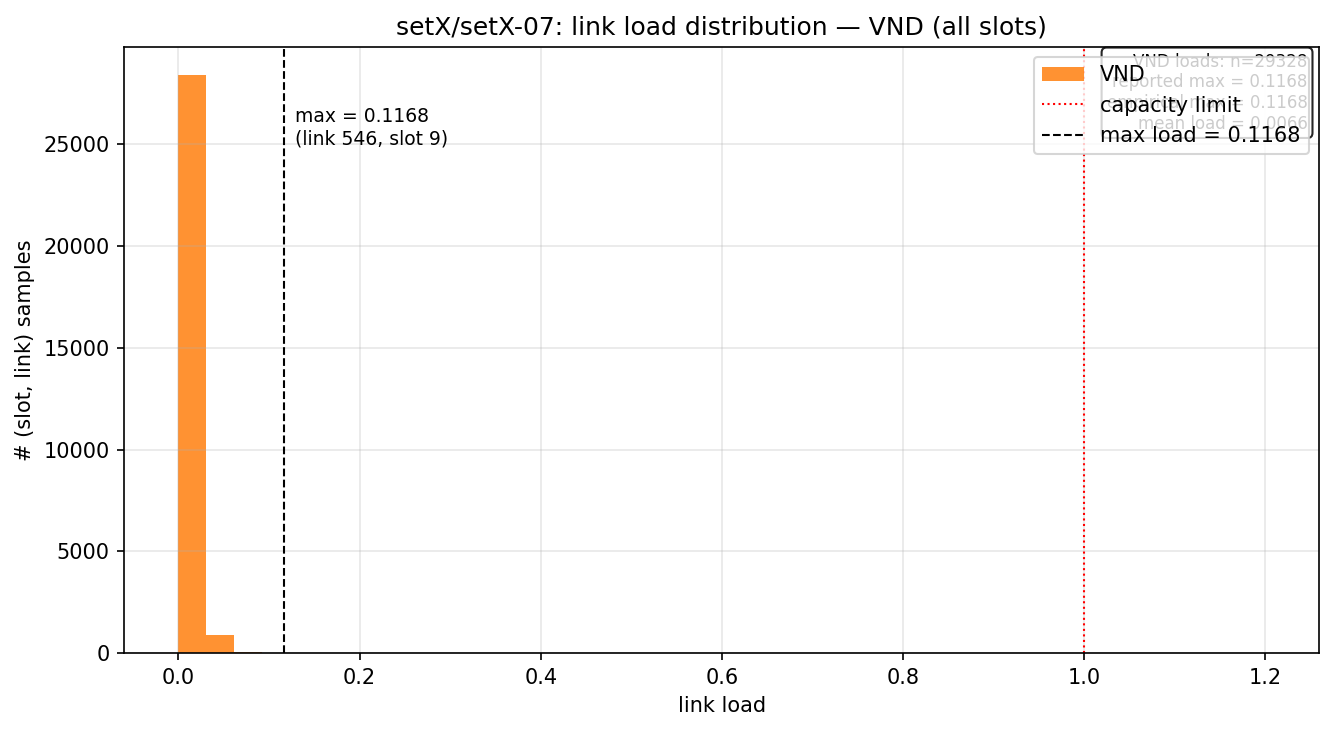 setX/setX-07: link load distribution — VND (all slots)
VND loads: n=29328
reported max = 0.1168
max = 0.1168
mean load = 0.0066
VND
capacity limit
max load = 0.1168
max = 0.1168
(link 546, slot 9)
# (slot, link) samples
25000
20000
15000
10000
5000
0
0.0
0.2
0.4
0.6
0.8
1.0
1.2
link load